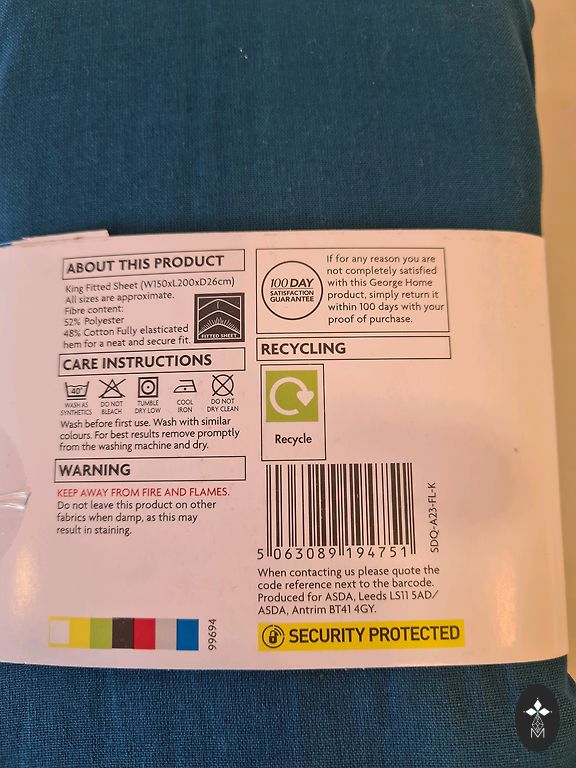 ABOUT THIS PRODUCT
King Fitted Sheet (W150xL200xD26cm)
All sizes are approximate.
Fibre content:
52% Polyester
48% Cotton Fully elasticated
hem for a neat and secure fit.
FITTED SHEET
CARE INSTRUCTIONS
40°
WASH AS SYNTHETICS
DO NOT BLEACH
TUMBLE DRY LOW
COOL IRON
DO NOT DRY CLEAN
Wash before first use. Wash with similar
colours. For best results remove promptly
from the washing machine and dry.
WARNING
KEEP AWAY FROM FIRE AND FLAMES.
Do not leave this product on other
fabrics when damp, as this may
result in staining.
99694
100 DAY
SATISFACTION
GUARANTEE
If for any reason you are
not completely satisfied
with this George Home
product, simply return it
within 100 days with your
proof of purchase.
RECYCLING
Recycle
5 063089 194751
SDQ-A23-FL-K
When contacting us please quote the
code reference next to the barcode.
Produced for ASDA, Leeds LS11 5AD/
ASDA, Antrim BT41 4GY.
SECURITY PROTECTED
M